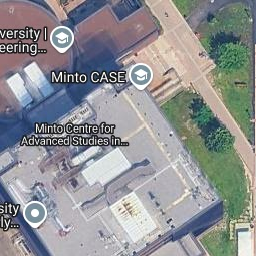 versity |
eering...
Minto CASE
Minto Centre for
Advanced Studies in...
sity
ly...